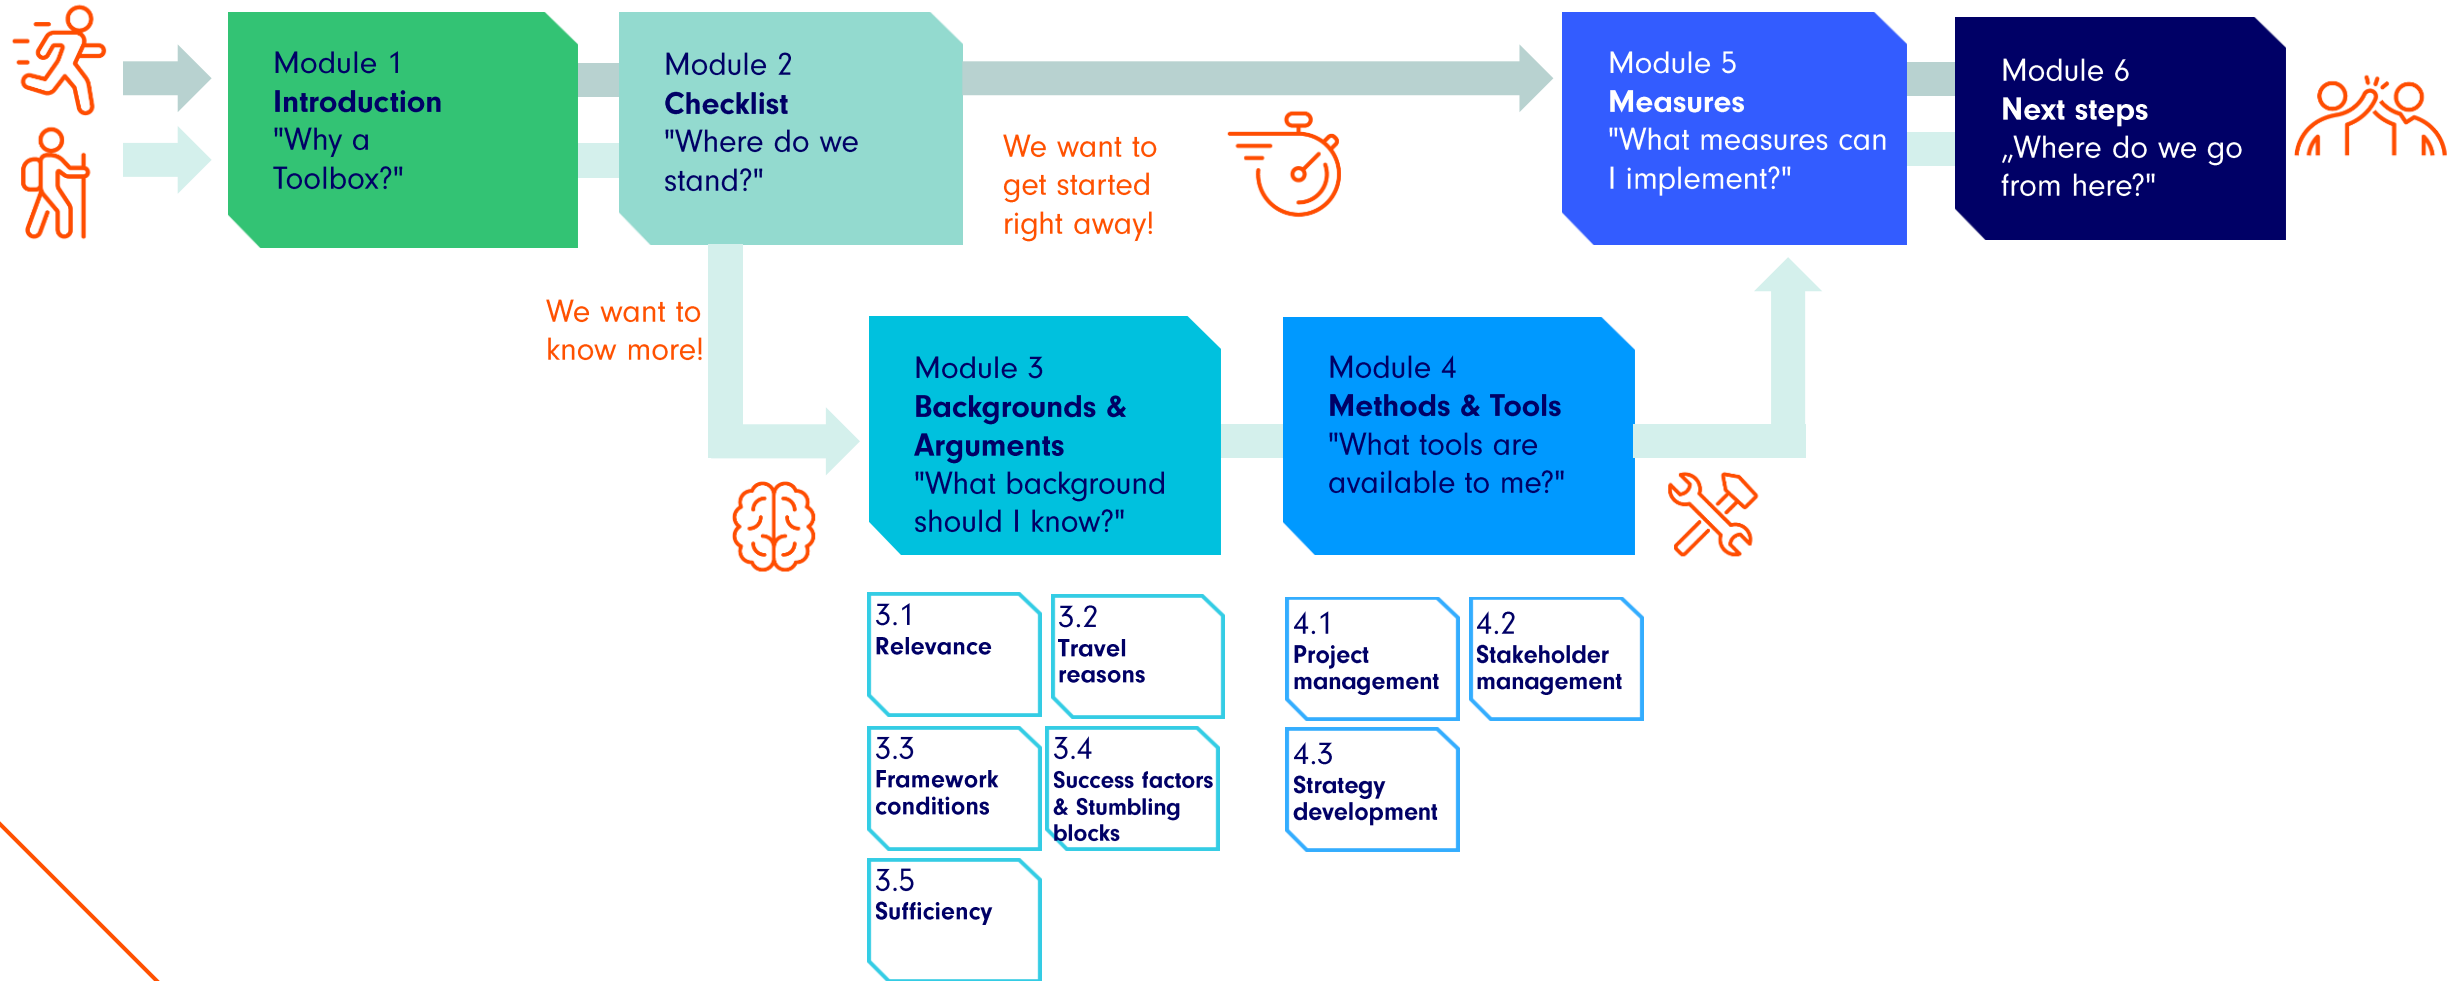 Module 1
Introduction
"Why a
Toolbox?"
Module 2
Checklist
"Where do we
stand?"
We want to
get started
right away!
Module 5
Measures
"What measures can
I implement?"
Module 6
Next steps
„Where do we go
from here?"
We want to
know more!
Module 3
Backgrounds &
Arguments
"What background
should I know?"
Module 4
Methods & Tools
"What tools are
available to me?"
3.1
Relevance
3.2
Travel
reasons
3.3
Framework
conditions
3.4
Success factors
& Stumbling
blocks
3.5
Sufficiency
4.1
Project
management
4.2
Stakeholder
management
4.3
Strategy
development